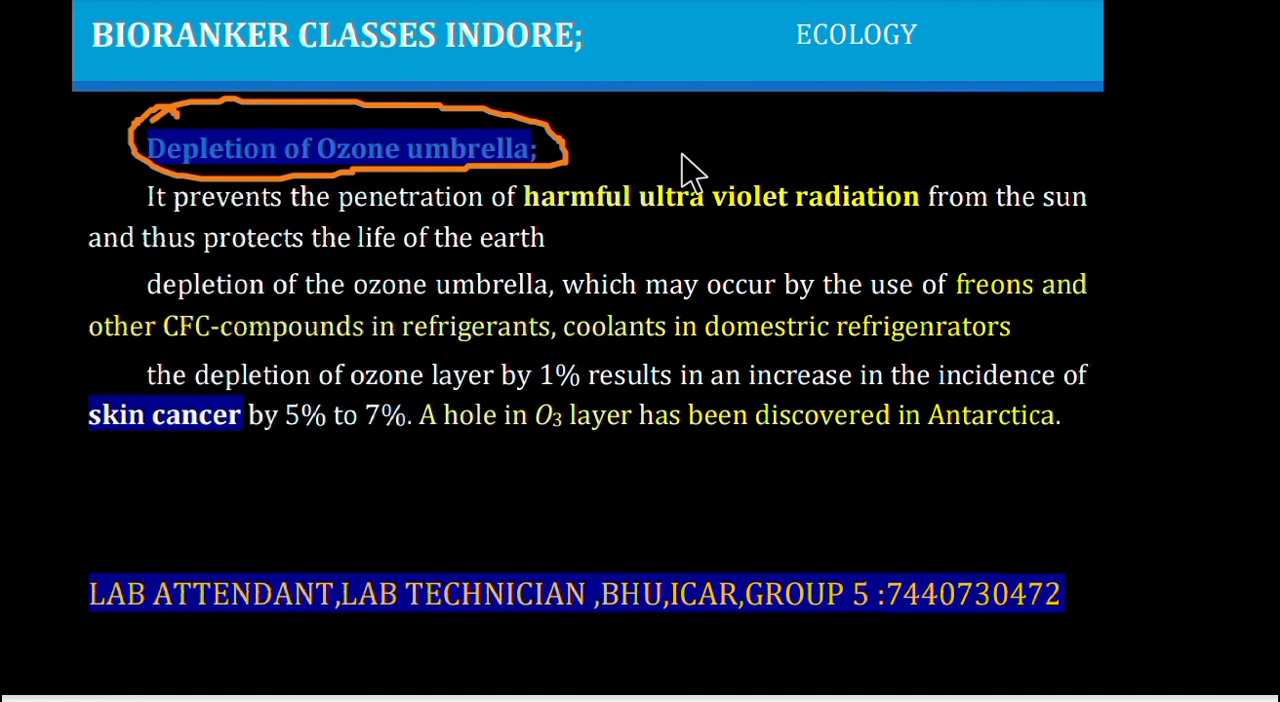 BIORANKER CLASSES INDORE; ECOLOGY
Depletion of Ozone umbrella;
It prevents the penetration of harmful ultra violet radiation from the sun
and thus protects the life of the earth
depletion of the ozone umbrella, which may occur by the use of freons and
other CFC-compounds in refrigerants, coolants in domestric refrigenrators
the depletion of ozone layer by 1% results in an increase in the incidence of
skin cancer by 5% to 7%. A hole in O₃ layer has been discovered in Antarctica.
LAB ATTENDANT,LAB TECHNICIAN ,BHU,ICAR,GROUP 5 :7440730472